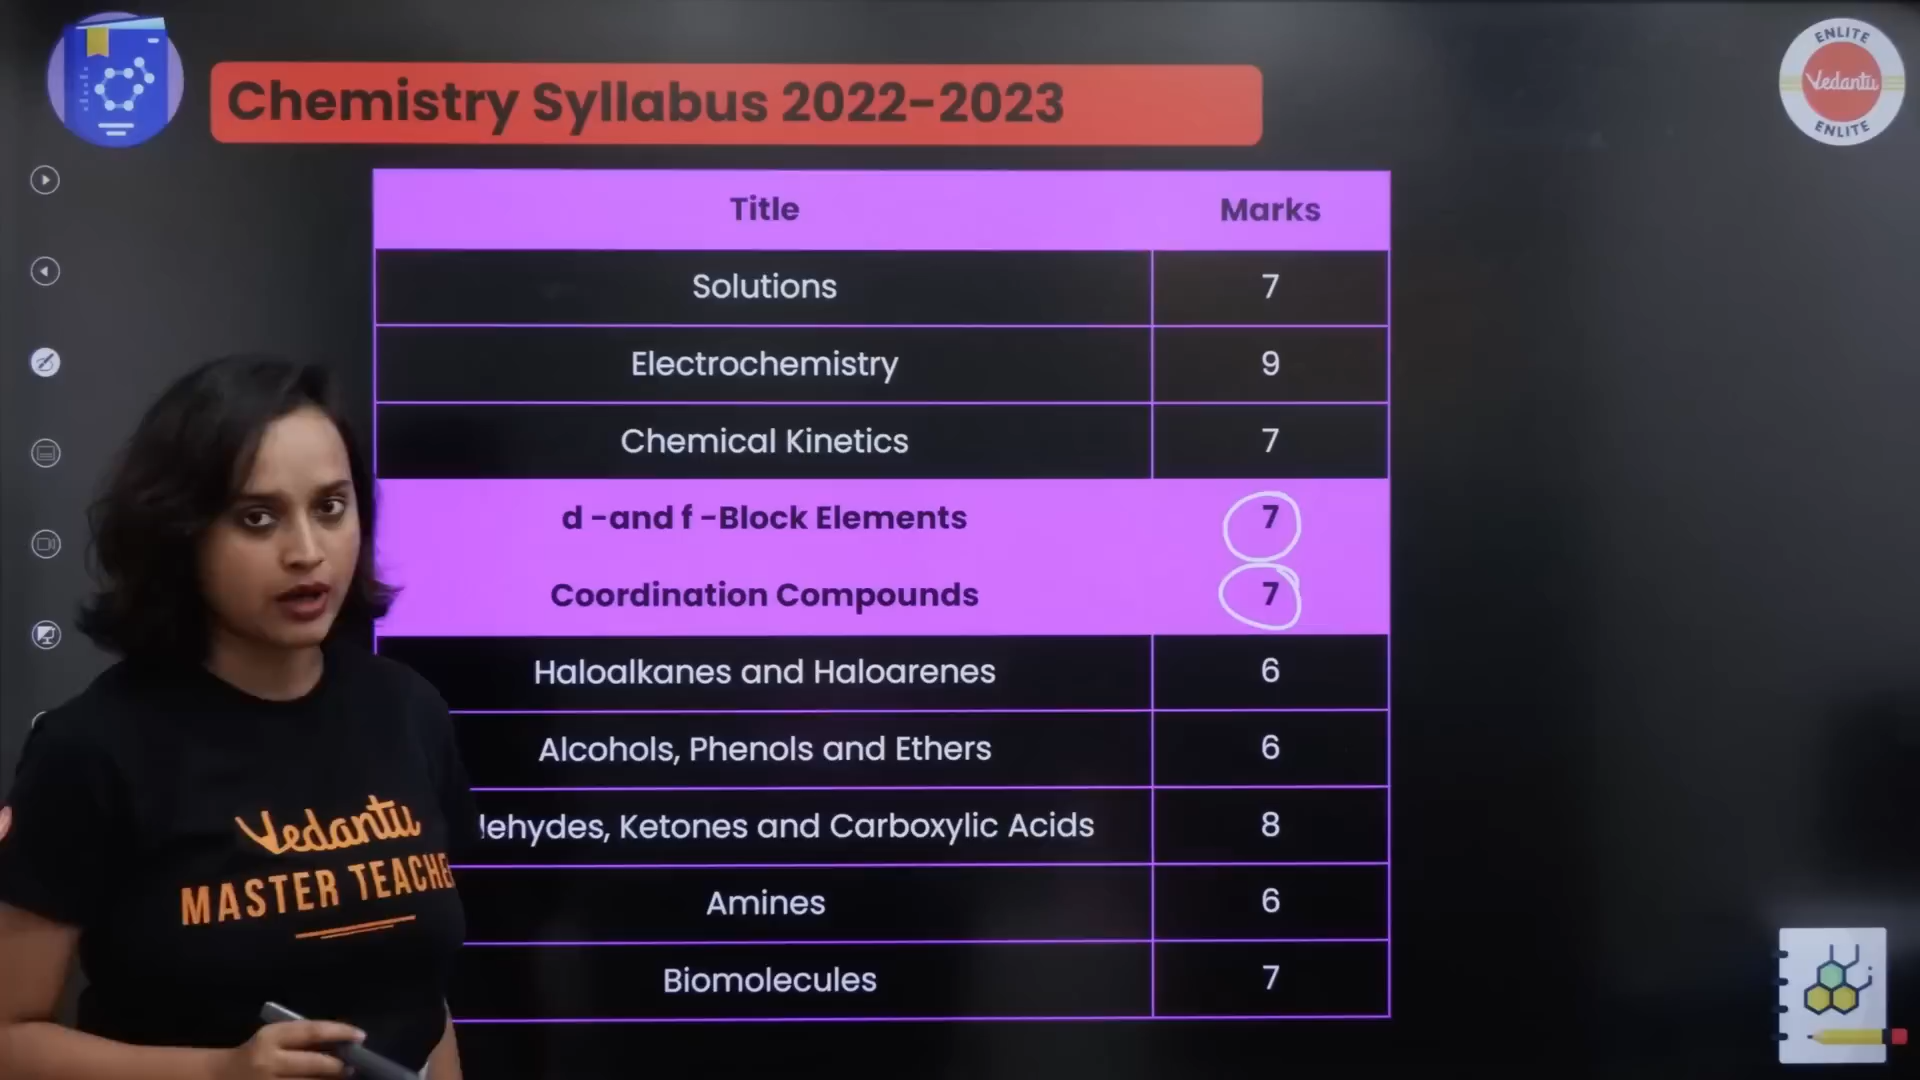 Chemistry Syllabus 2022-2023
ENLITE
Vedantu
ENLITE
Title Marks
Solutions 7
Electrochemistry 9
Chemical Kinetics 7
d -and f -Block Elements 7
Coordination Compounds 7
Haloalkanes and Haloarenes 6
Alcohols, Phenols and Ethers 6
lehydes, Ketones and Carboxylic Acids 8
Amines 6
Biomolecules 7
Vedantu
MASTER TEACHE